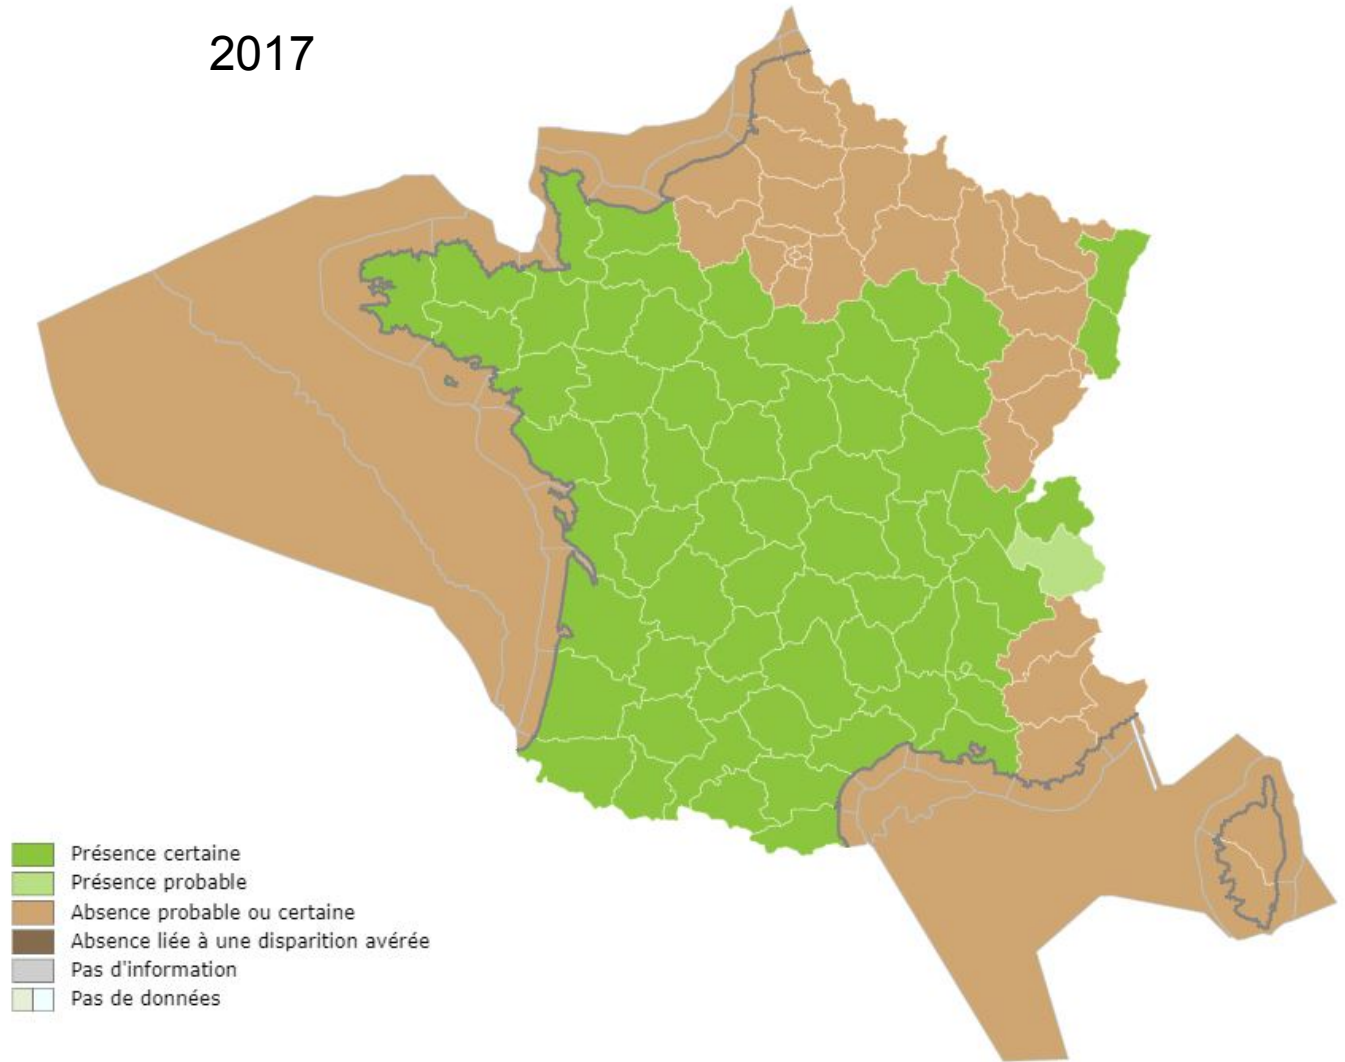 2017
Présence certaine
Présence probable
Absence probable ou certaine
Absence liée à une disparition avérée
Pas d'information
Pas de données